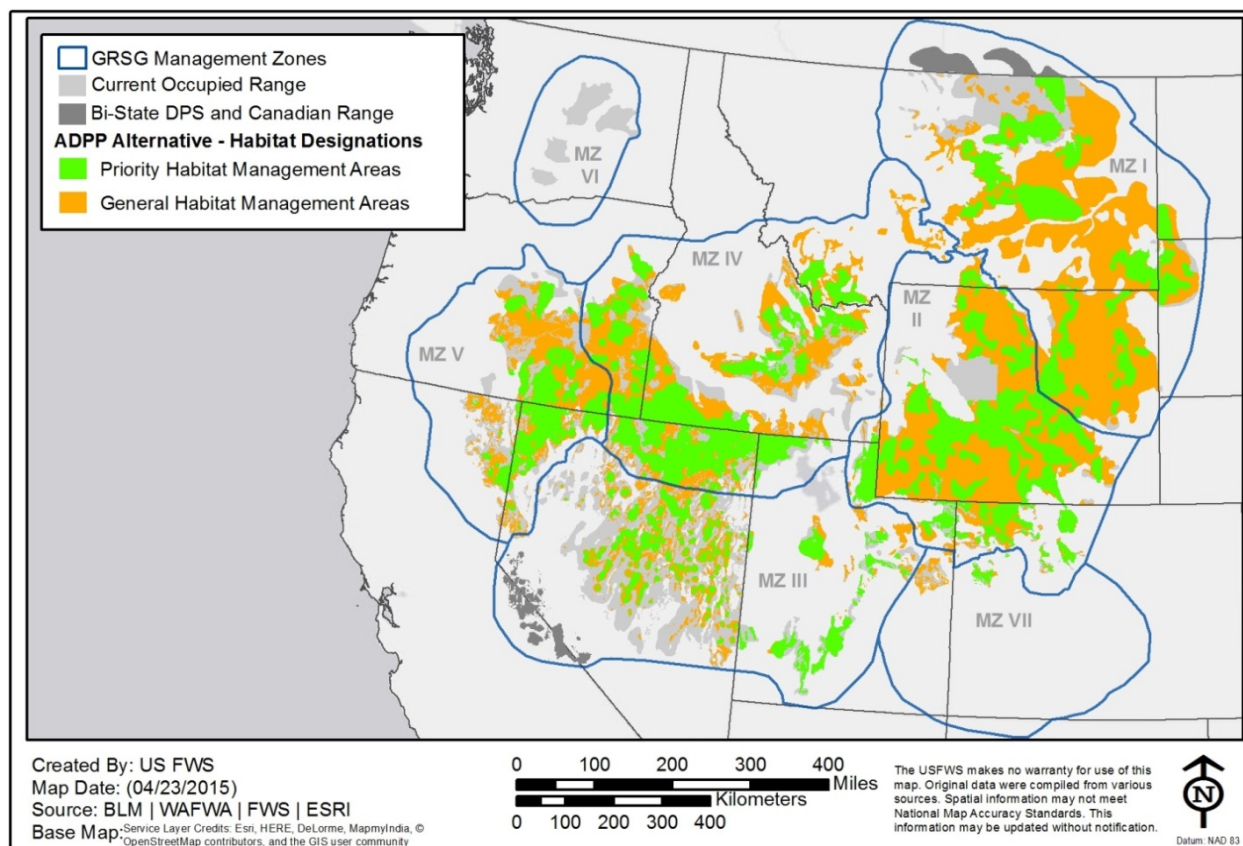 GRSG Management Zones
Current Occupied Range
Bi-State DPS and Canadian Range
ADPP Alternative - Habitat Designations
Priority Habitat Management Areas
General Habitat Management Areas
MZ
VI
MZ I
MZ IV
MZ
II
MZ V
MZ III
MZ VII
Created By: US FWS
Map Date: (04/23/2015)
Source: BLM | WAFWA | FWS | ESRI
Base Map: Service Layer Credits: Esri, HERE, DeLorme, MapmyIndia, ©
OpenStreetMap contributors, and the GIS user community
0 100 200 300 400
Miles
Kilometers
0 100 200 300 400
The USFWS makes no warranty for use of this
map. Original data were compiled from various
sources. Spatial information may not meet
National Map Accuracy Standards. This
information may be updated without notification.
N
Datum: NAD 83